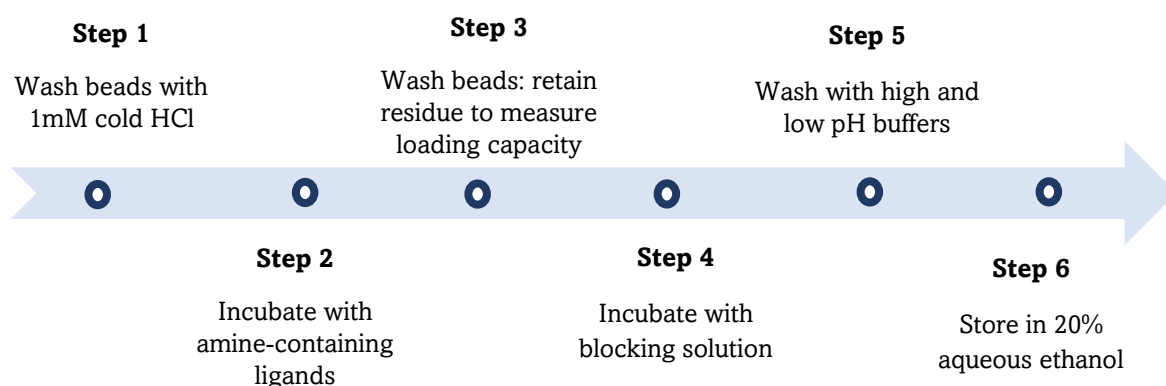 Step 1
Wash beads with
1mM cold HCl
Step 2
Incubate with
amine-containing
ligands
Step 3
Wash beads: retain
residue to measure
loading capacity
Step 4
Incubate with
blocking solution
Step 5
Wash with high and
low pH buffers
Step 6
Store in 20%
aqueous ethanol